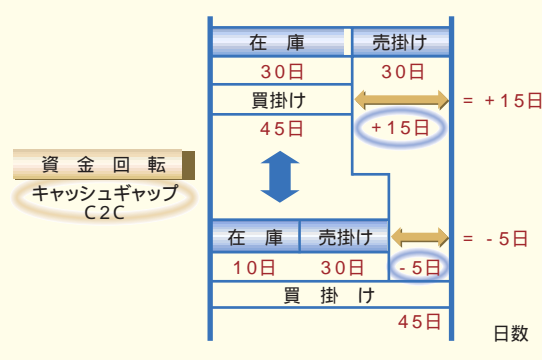 在 庫 売掛け
30日 30日
買掛け = +15日
45日 +15日
資 金 回 転
キャッシュギャップ
C2C
在 庫 売掛け = - 5日
10日 30日 - 5日
買 掛 け
45日
日数